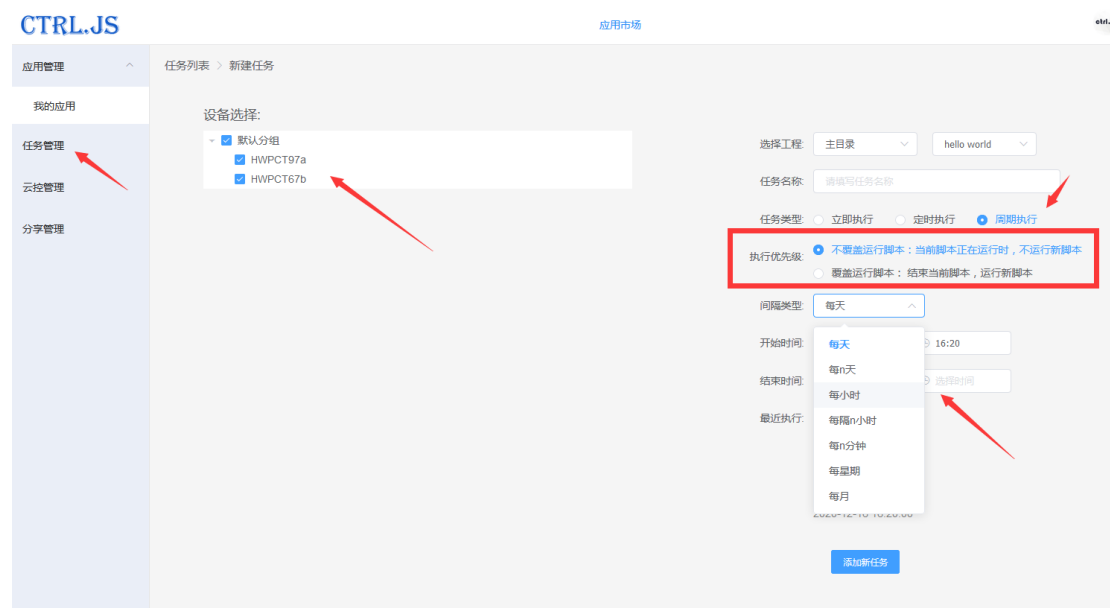 CTRL.JS
应用市场
ctrl.
应用管理
我的应用
任务管理
云控管理
分享管理
任务列表 > 新建任务
设备选择:
默认分组
HWPCT97a
HWPCT67b
选择工程: 主目录 hello world
任务名称: 请填写任务名称
任务类型: 立即执行 定时执行 周期执行
执行优先级: 不覆盖运行脚本：当前脚本正在运行时，不运行新脚本
覆盖运行脚本： 结束当前脚本，运行新脚本
间隔类型: 每天
开始时间: 16:20
结束时间: 选择时间
最近执行:
每天
每n天
每小时
每隔n小时
每n分钟
每星期
每月
添加新任务